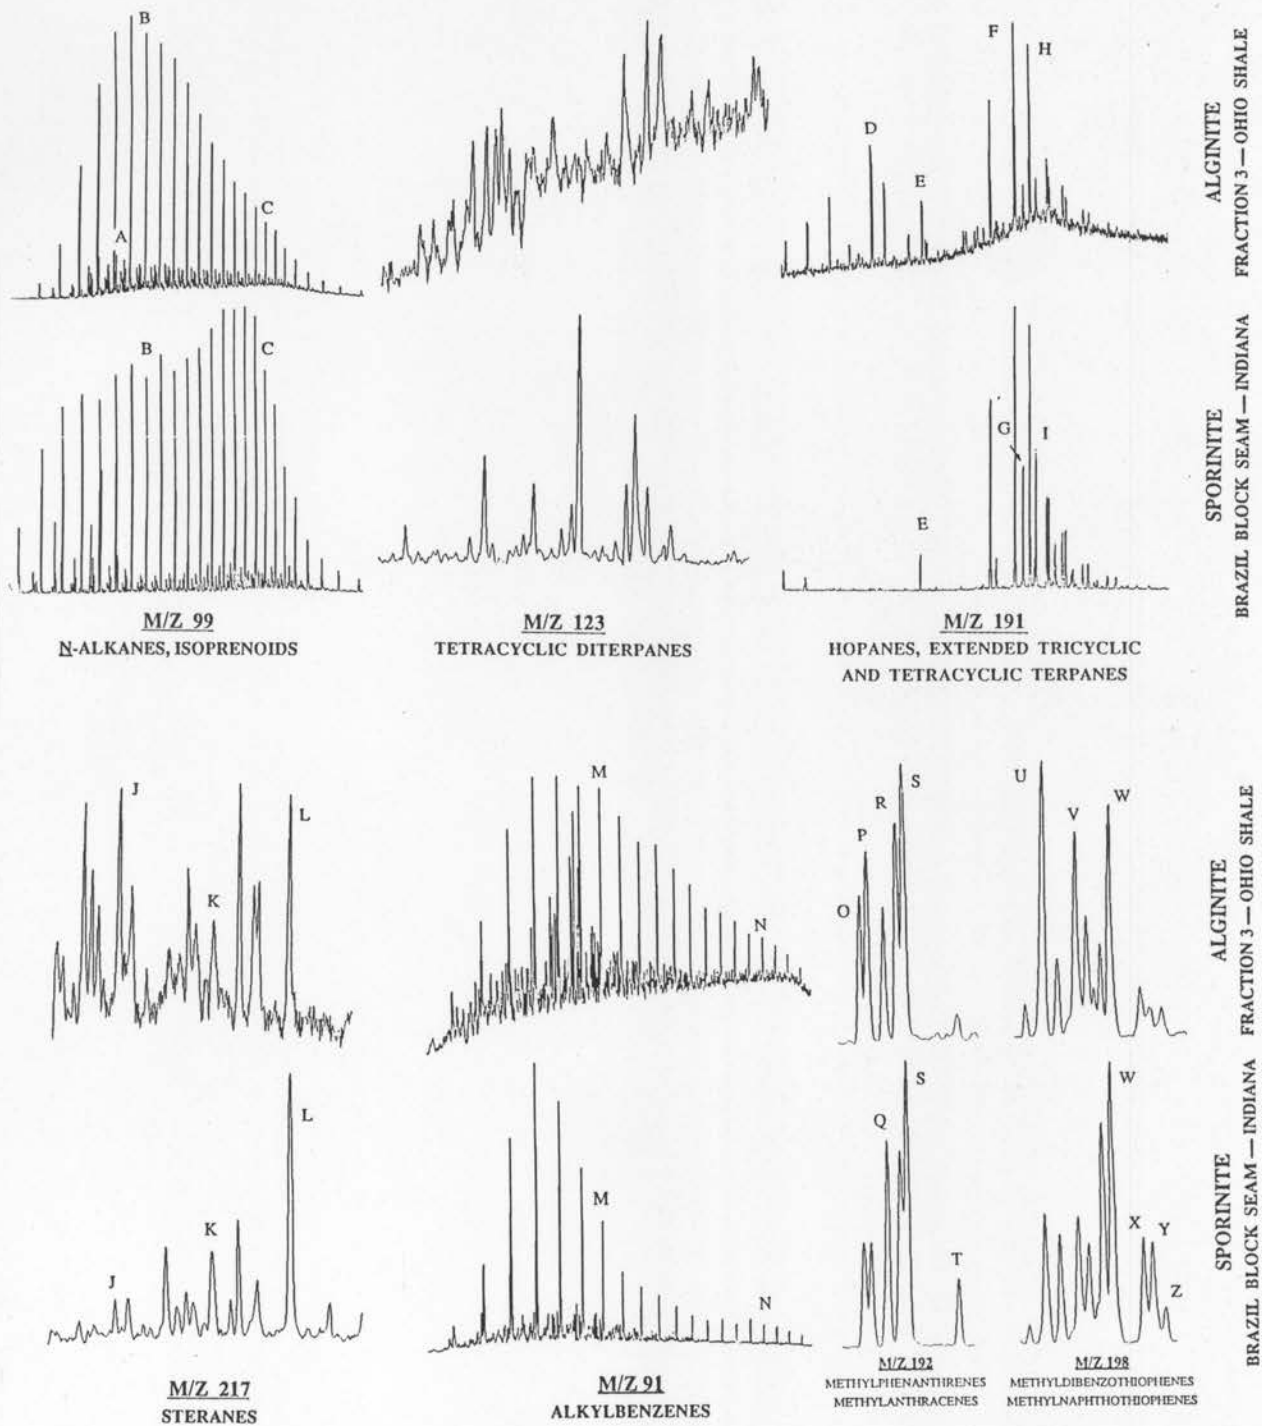 B
A
C
D
E
F
H
ALGINITE
FRACTION 3 — OHIO SHALE
B
C
E
G
I
SPORINITE
BRAZIL BLOCK SEAM — INDIANA
M/Z 99
N-ALKANES, ISOPRENOIDS
M/Z 123
TETRACYCLIC DITERPANES
M/Z 191
HOPANES, EXTENDED TRICYCLIC
AND TETRACYCLIC TERPANES
J
K
L
M
N
O
P
R
S
U
V
W
ALGINITE
FRACTION 3 — OHIO SHALE
J
K
L
M
N
Q
S
T
W
X
Y
Z
SPORINITE
BRAZIL BLOCK SEAM — INDIANA
M/Z 217
STERANES
M/Z 91
ALKYLBENZENES
M/Z 192
METHYLPHENANTHRENES
METHYLANTHRACENES
M/Z 198
METHYLDIBENZOTHIOPHENES
METHYLNAPHTHOTHIOPHENES